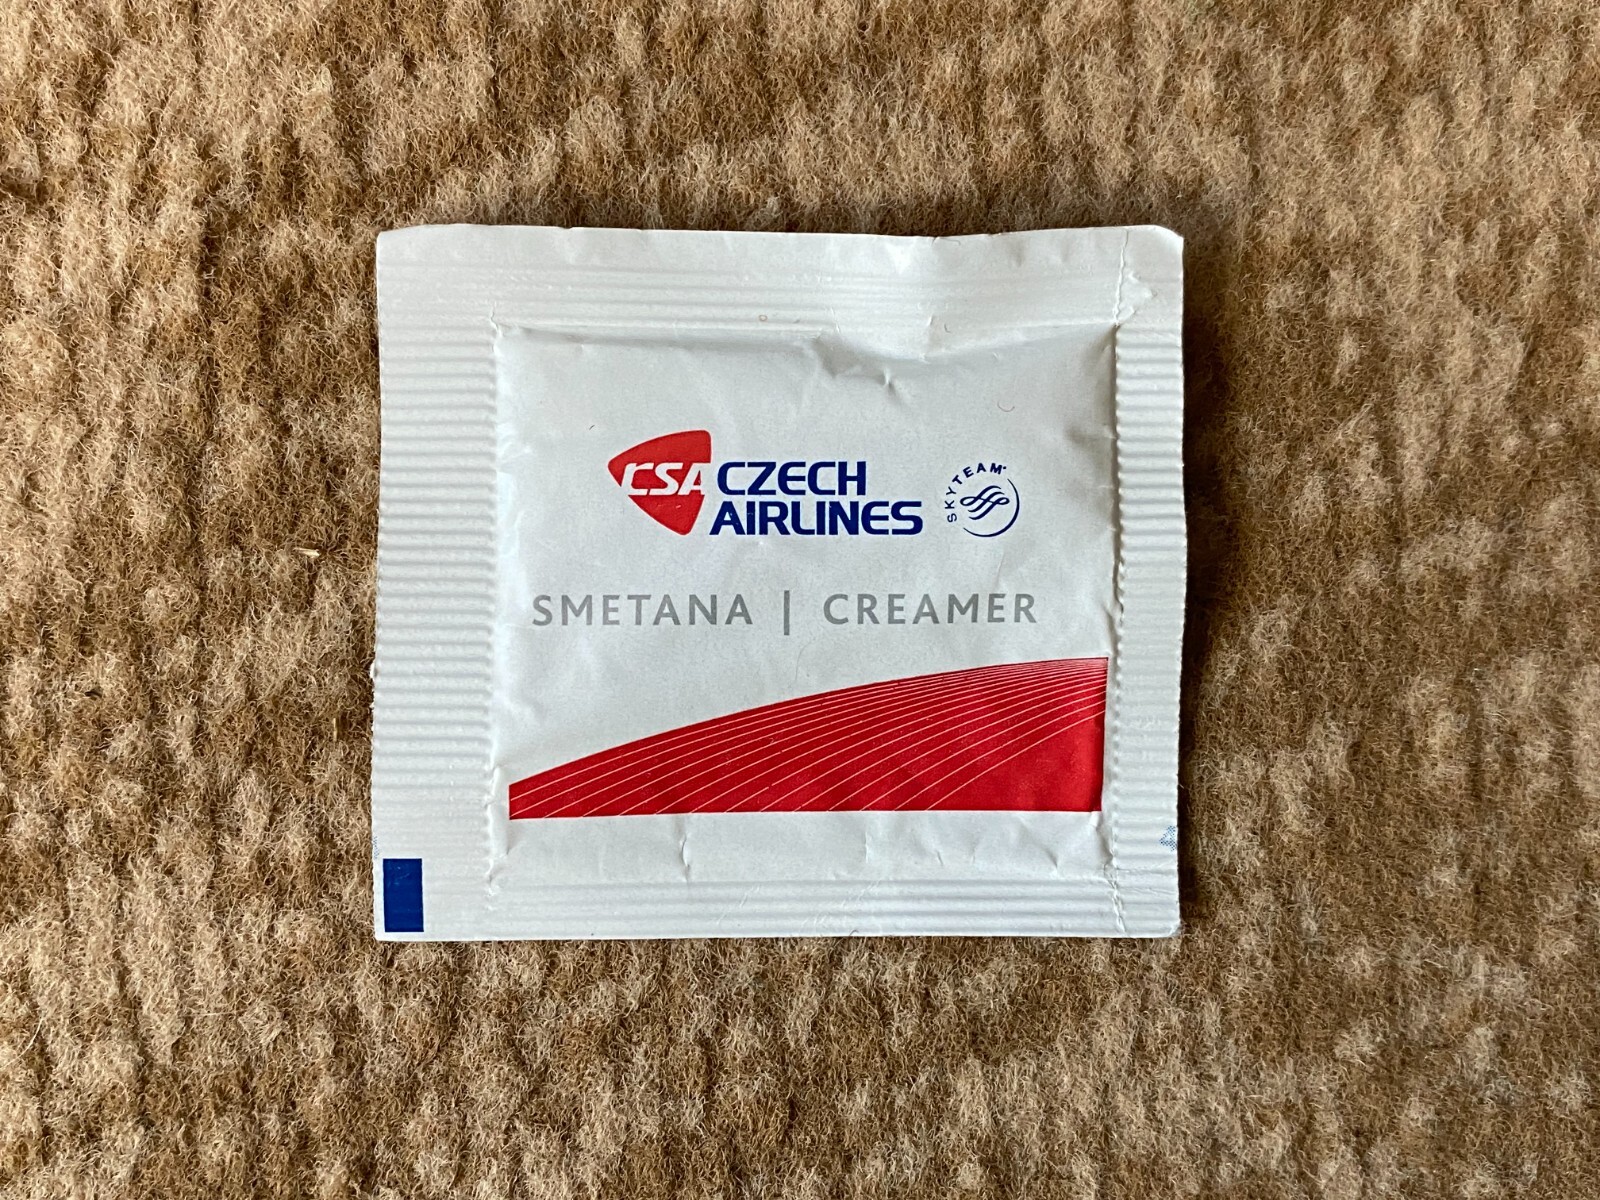 CSA CZECH
AIRLINES
SKYTEAM
SMETANA | CREAMER